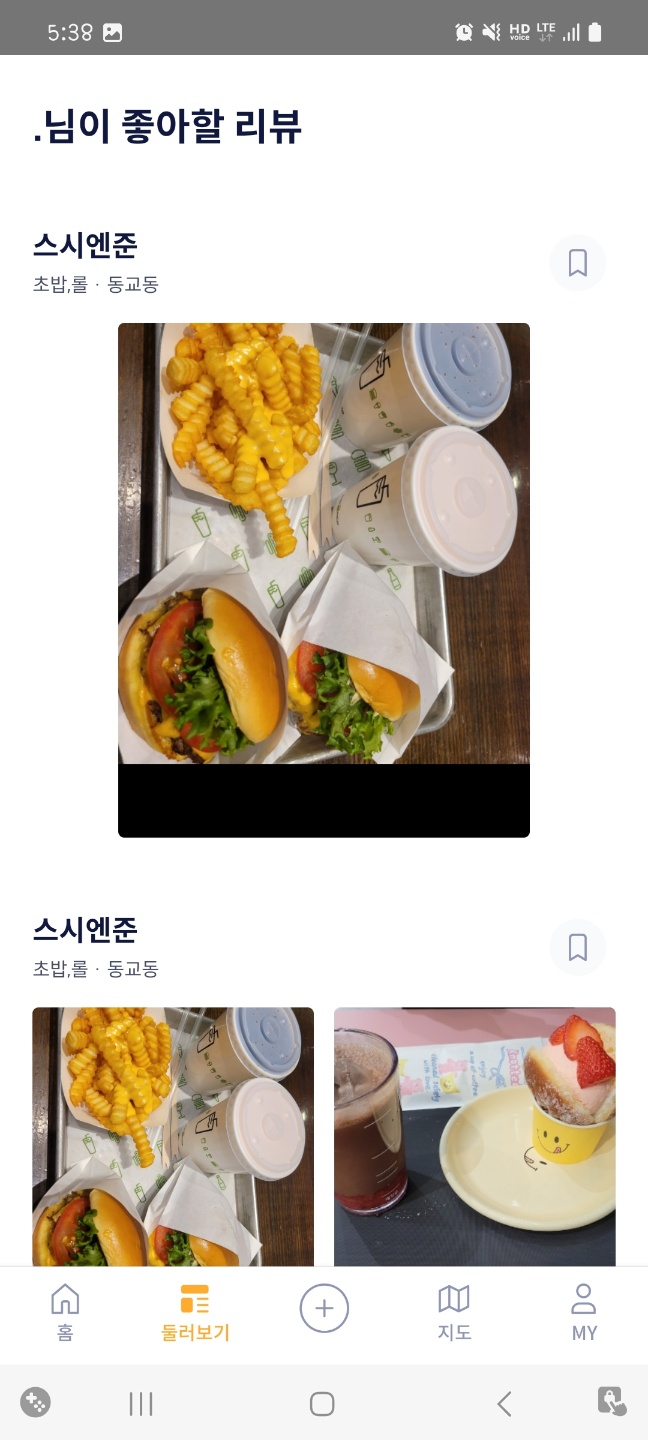 5:38
HD voice LTE
.님이 좋아할 리뷰
스시엔준
초밥,롤 · 동교동
스시엔준
초밥,롤 · 동교동
홈
둘러보기
지도
MY